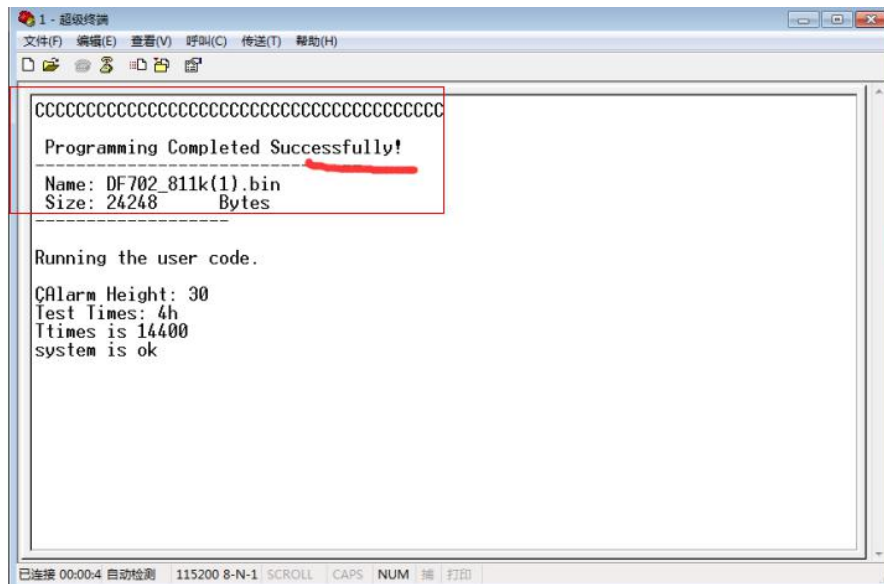 1 - 超级终端
文件(F) 编辑(E) 查看(V) 呼叫(C) 传送(T) 帮助(H)
CCCCCCCCCCCCCCCCCCCCCCCCCCCCCCCCCCCCCCCC
Programming Completed Successfully!
--------------------------------
Name: DF702_811k(1).bin
Size: 24248 Bytes
-------------------
Running the user code.
ÇAlarm Height: 30
Test Times: 4h
Ttimes is 14400
system is ok
已连接 00:00:4 自动检测 115200 8-N-1 SCROLL CAPS NUM 捕 打印